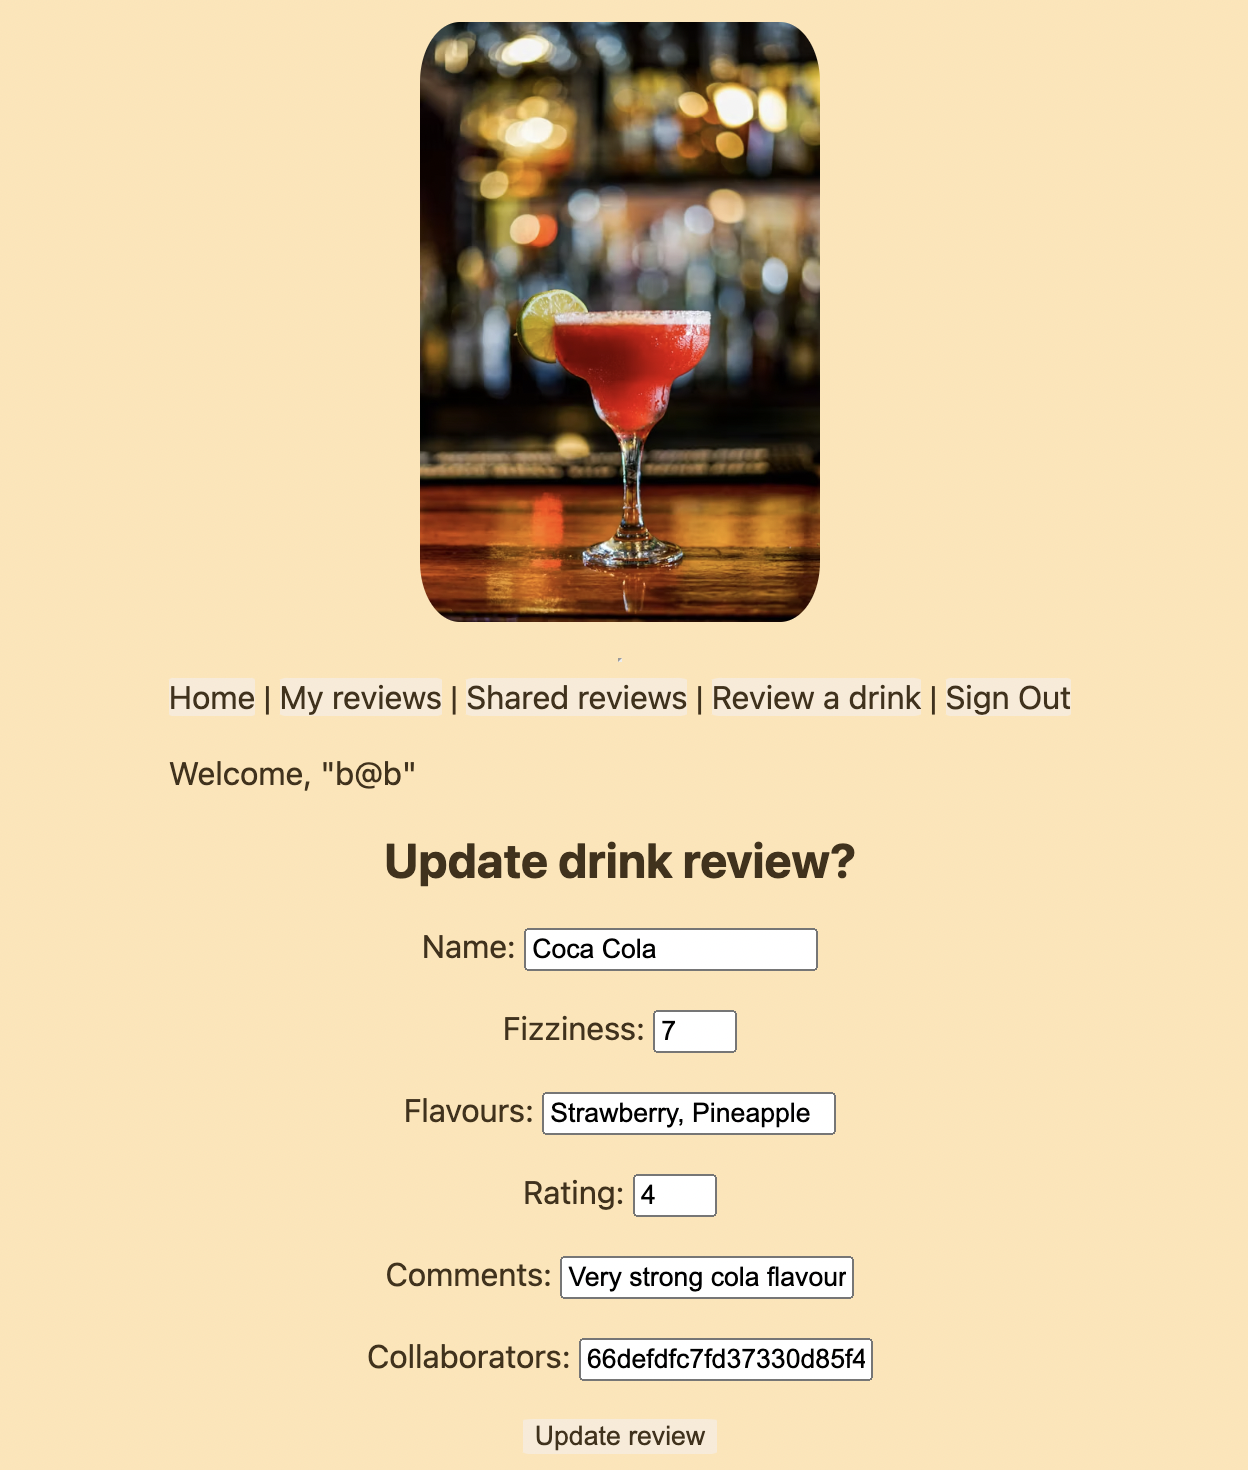 Home | My reviews | Shared reviews | Review a drink | Sign Out
Welcome, "b@b"
Update drink review?
Name: Coca Cola
Fizziness: 7
Flavours: Strawberry, Pineapple
Rating: 4
Comments: Very strong cola flavour
Collaborators: 66defdfc7fd37330d85f4
Update review